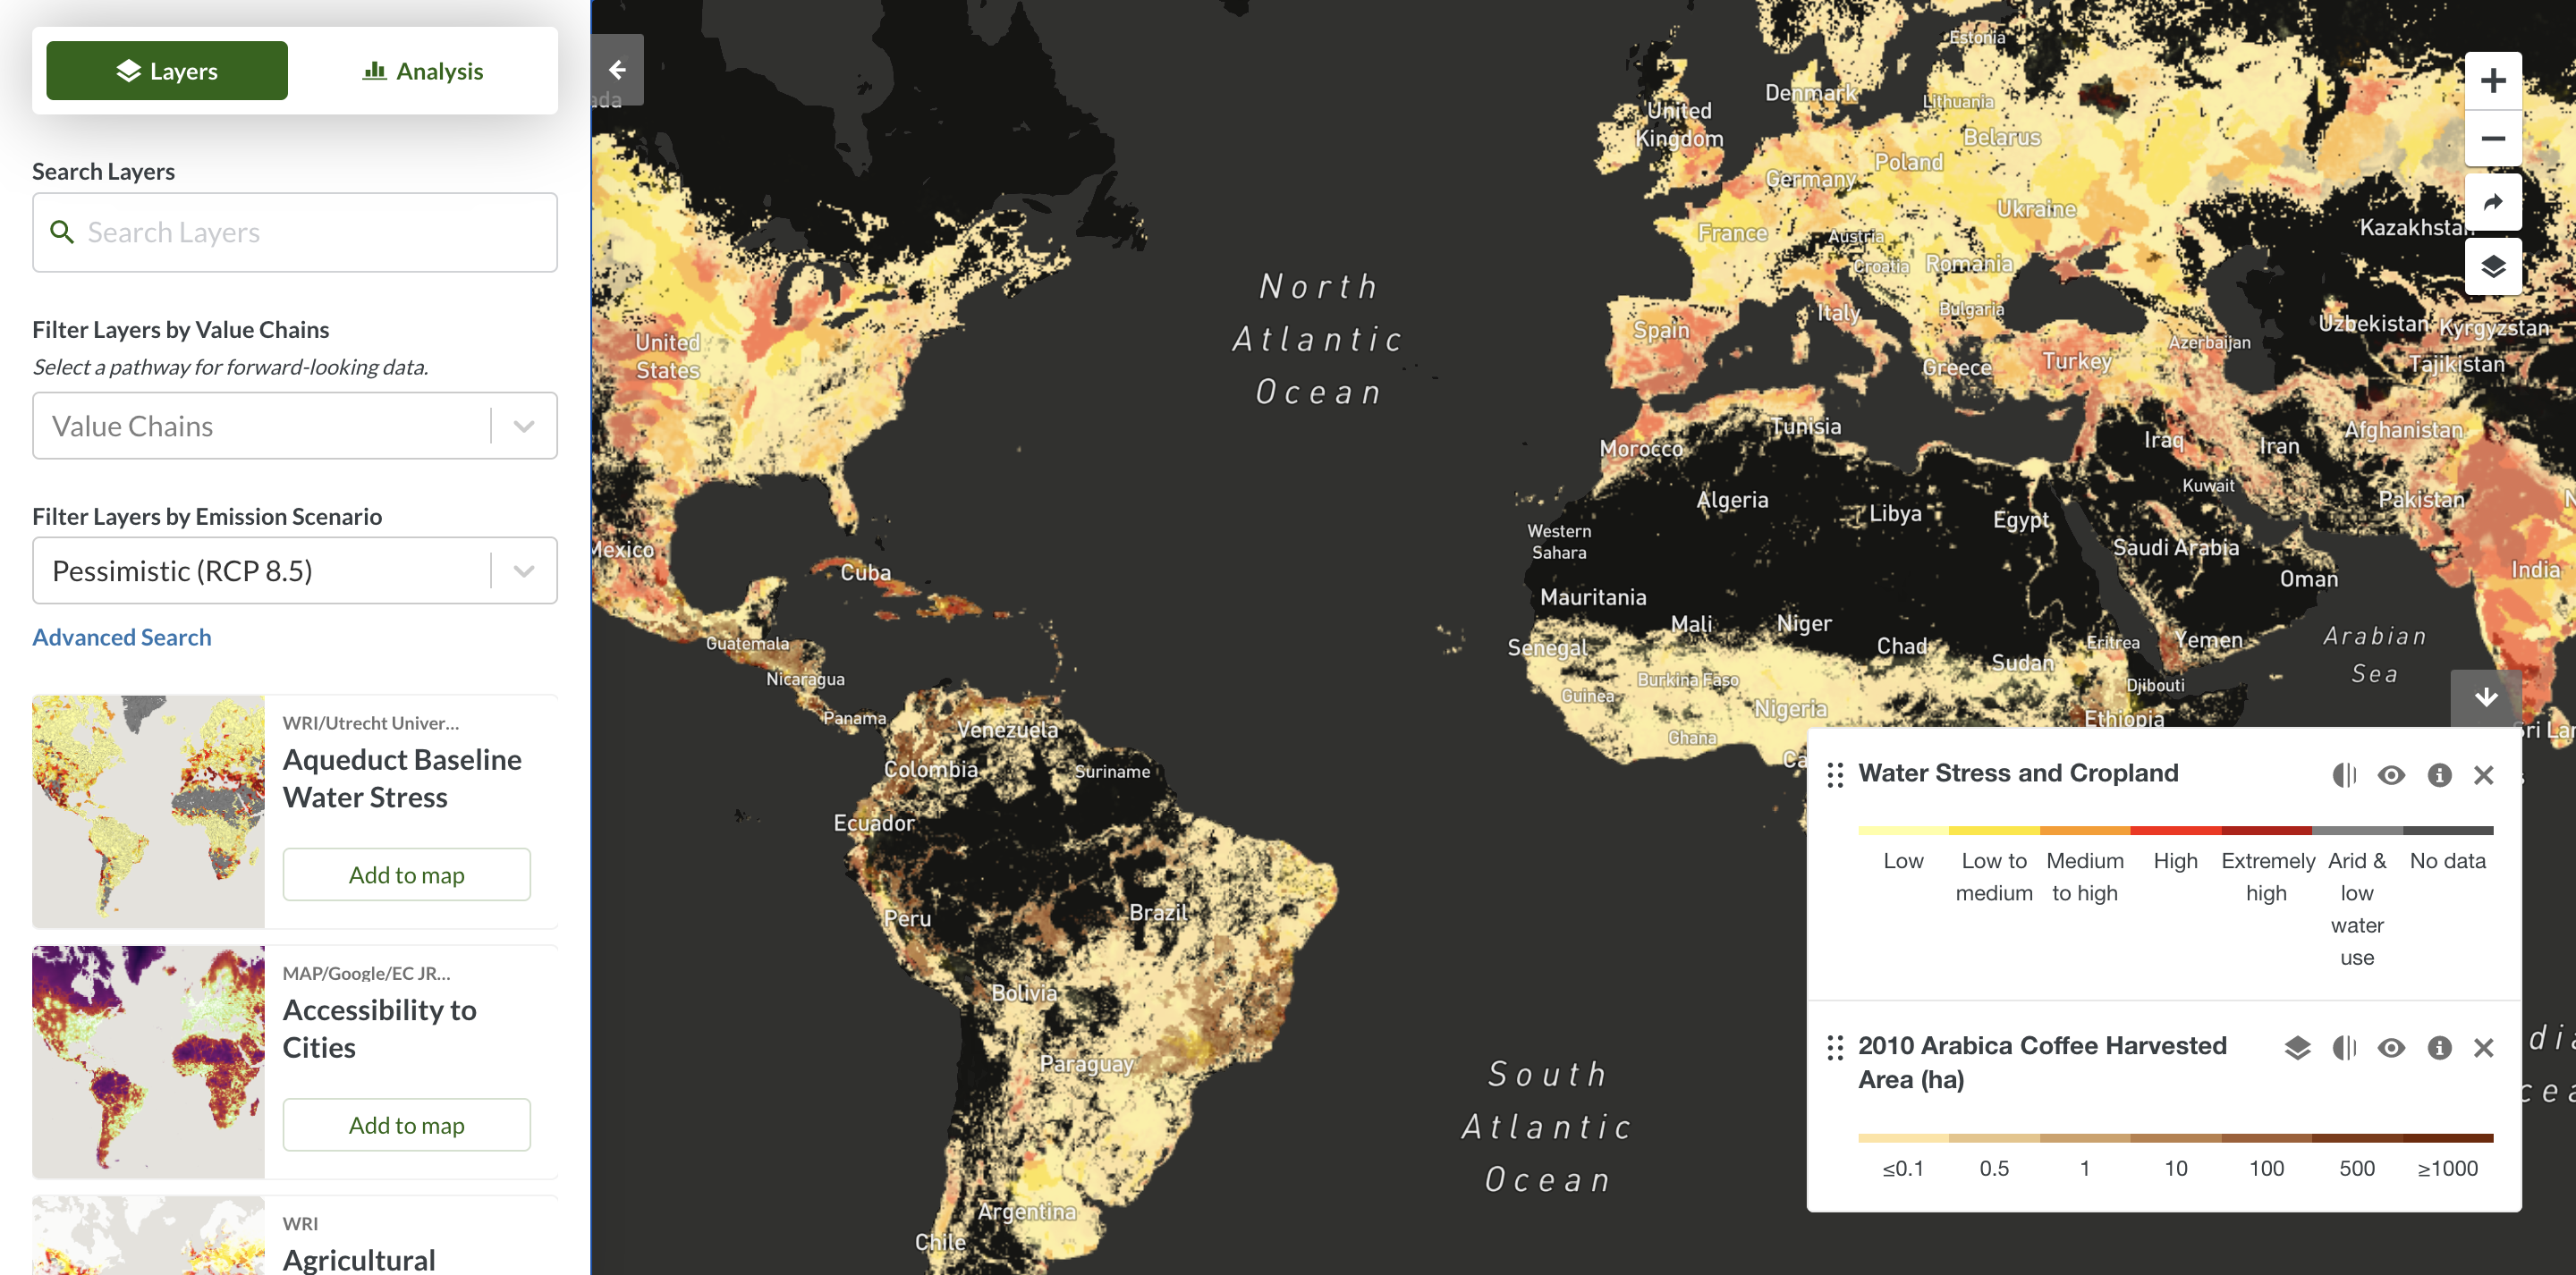 Layers
Analysis
Search Layers
Search Layers
Filter Layers by Value Chains
Select a pathway for forward-looking data.
Value Chains
Filter Layers by Emission Scenario
Pessimistic (RCP 8.5)
Advanced Search
WRI/Utrecht Univer...
Aqueduct Baseline
Water Stress
Add to map
MAP/Google/EC JR...
Accessibility to
Cities
Add to map
WRI
Agricultural
Estonia
Denmark
Lithuania
United
Kingdom
Belarus
Poland
Germany
Ukraine
France
Austria
Kazakhstan
Croatia
Romania
North
Atlantic
Ocean
Italy
Bulgaria
Spain
Uzbekistan
Kyrgyzstan
United
States
Azerbaijan
Greece
Turkey
Tajikistan
Tunisia
Morocco
Iraq
Iran
Afghanistan
Algeria
Libya
Egypt
Kuwait
Pakistan
Western
Sahara
Mexico
Cuba
Saudi Arabia
Oman
India
Mauritania
Mali
Niger
Chad
Sudan
Eritrea
Yemen
Arabian
Sea
Guatemala
Senegal
Nicaragua
Guinea
Burkina Faso
Djibouti
Panama
Nigeria
Ethiopia
Venezuela
Ghana
Colombia
Suriname
Ecuador
Peru
Brazil
Bolivia
Paraguay
South
Atlantic
Ocean
Argentina
Chile
Water Stress and Cropland
Low
Low to
medium
Medium
to high
High
Extremely
high
Arid &
low
water
use
No data
2010 Arabica Coffee Harvested
Area (ha)
≤0.1
0.5
1
10
100
500
≥1000